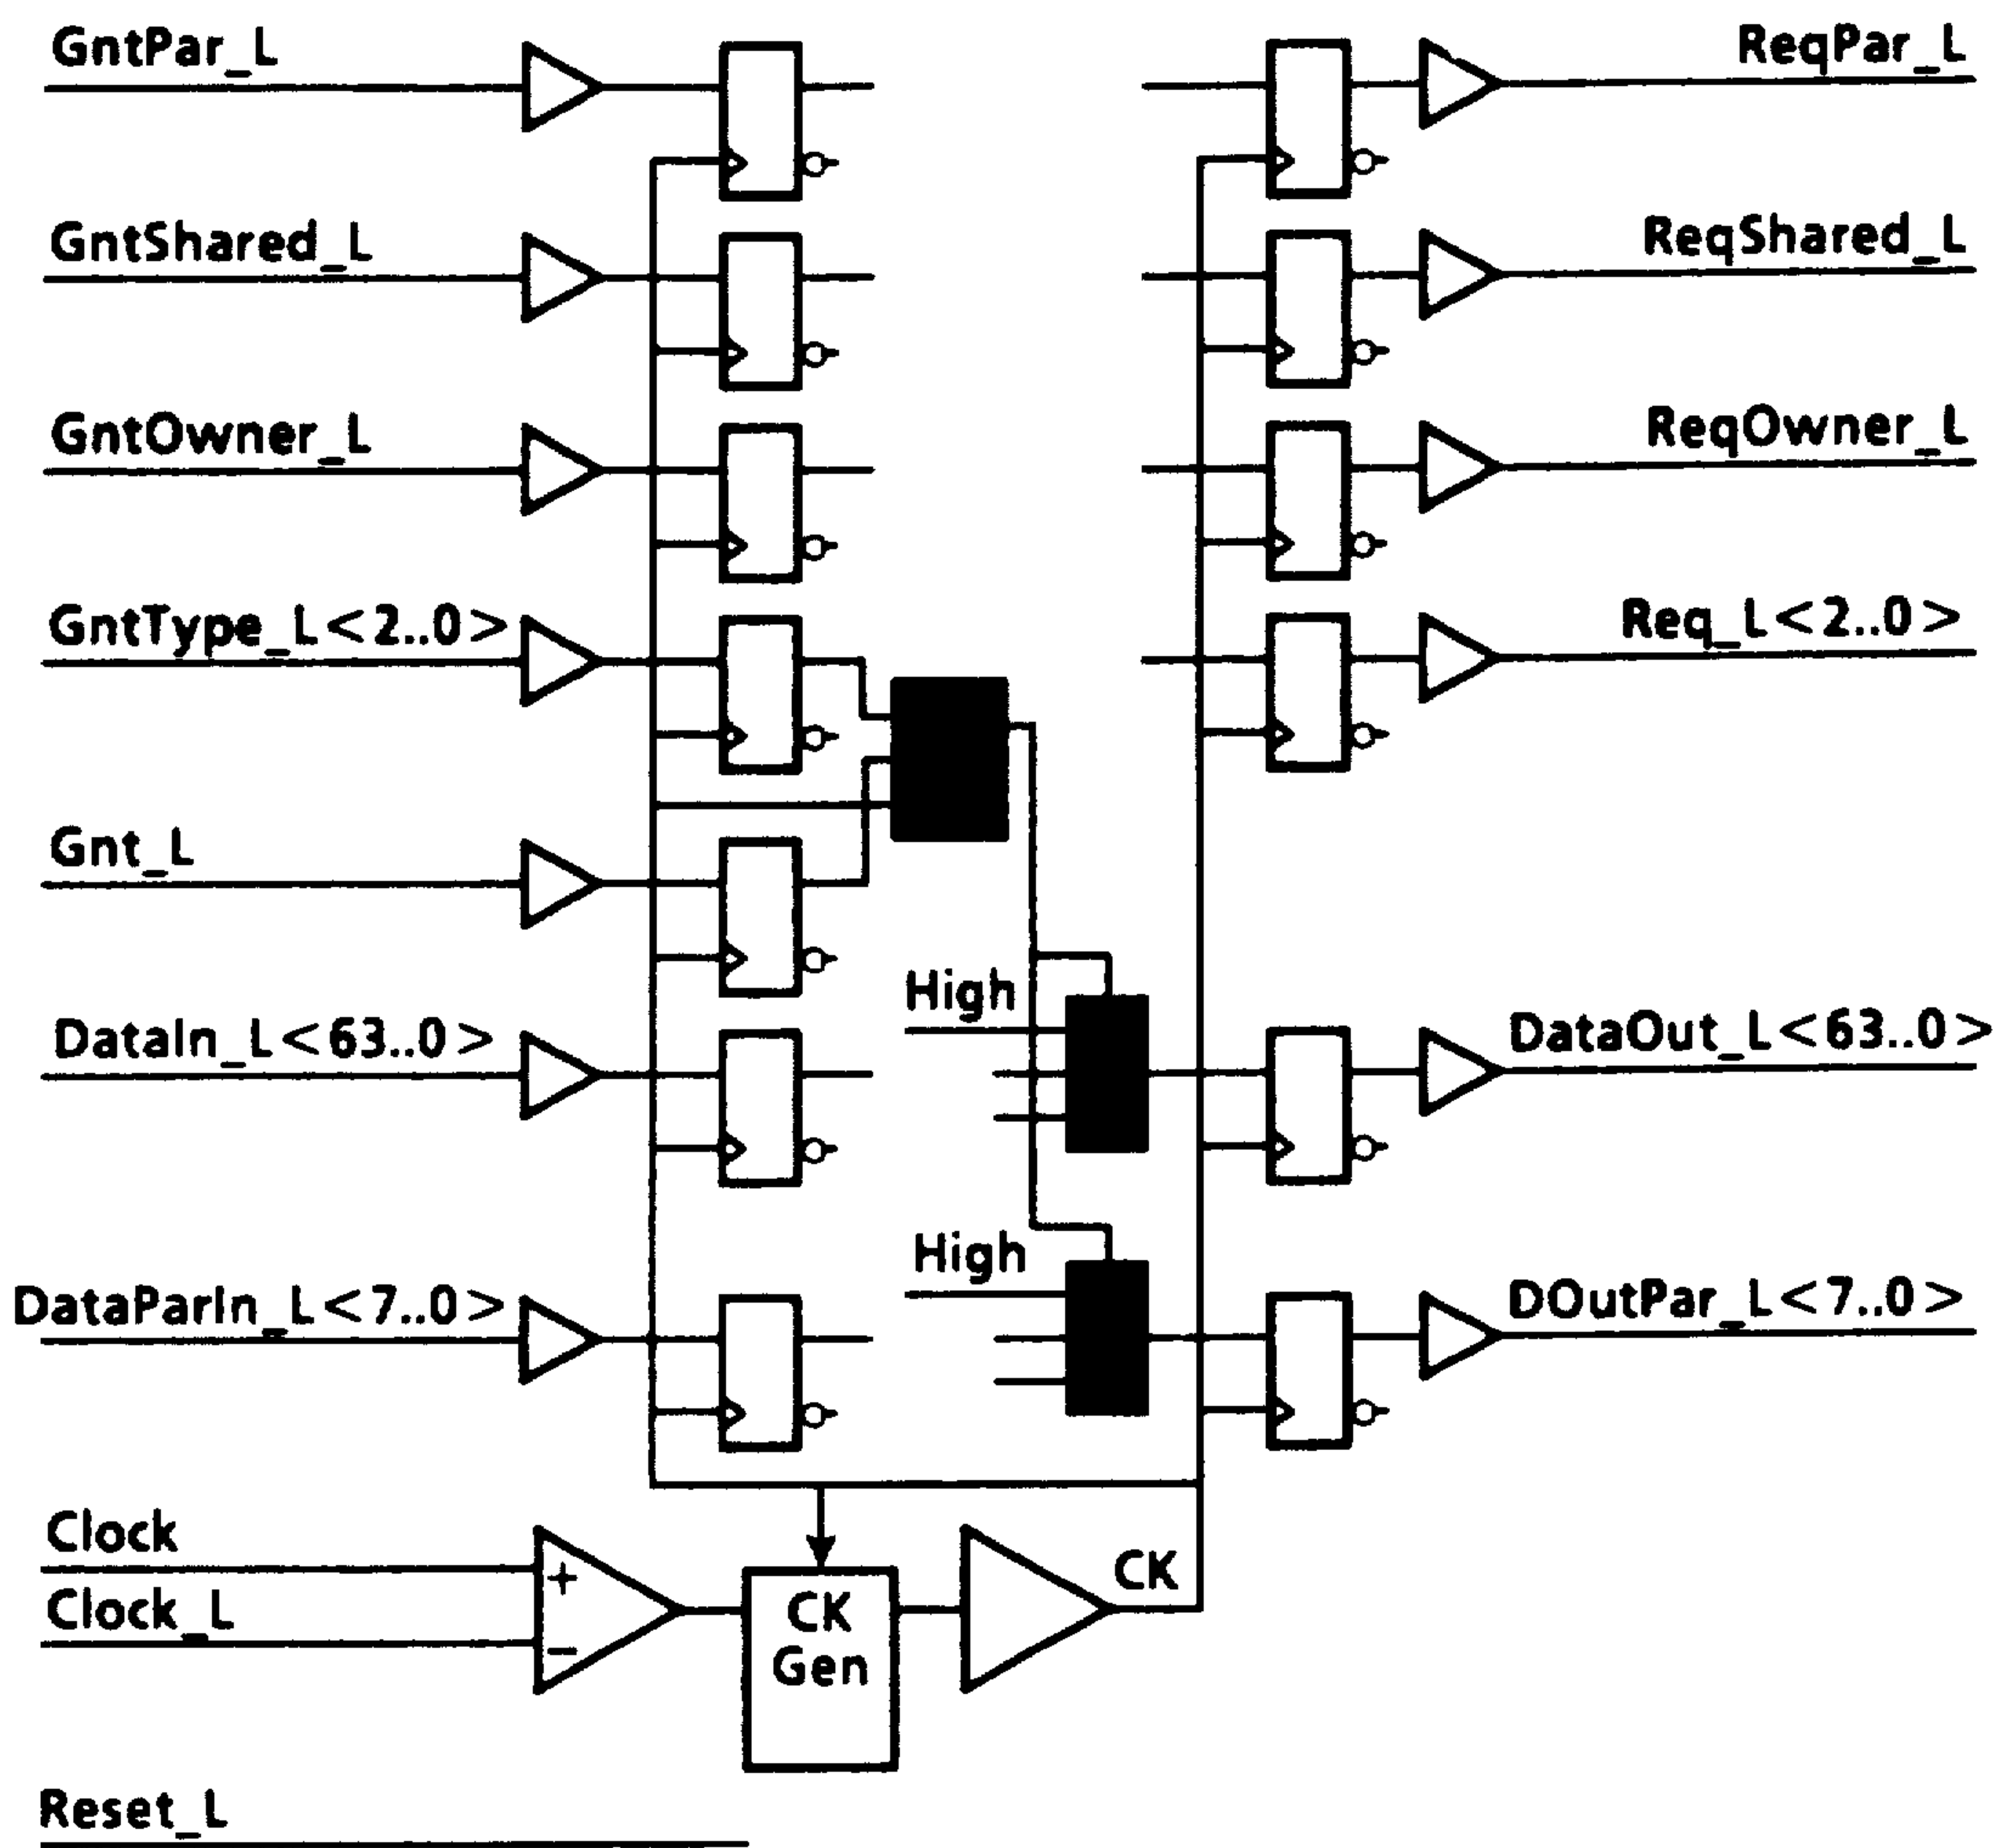 GntPar_L
ReqPar_L
GntShared_L
ReqShared_L
GntOwner_L
ReqOwner_L
GntType_L<2..0>
Req_L<2..0>
Gnt_L
High
DataIn_L<63..0>
DataOut_L<63..0>
High
DataParIn_L<7..0>
DOutPar_L<7..0>
Clock
+
CK
Clock_L
CK
Gen
−
Reset_L